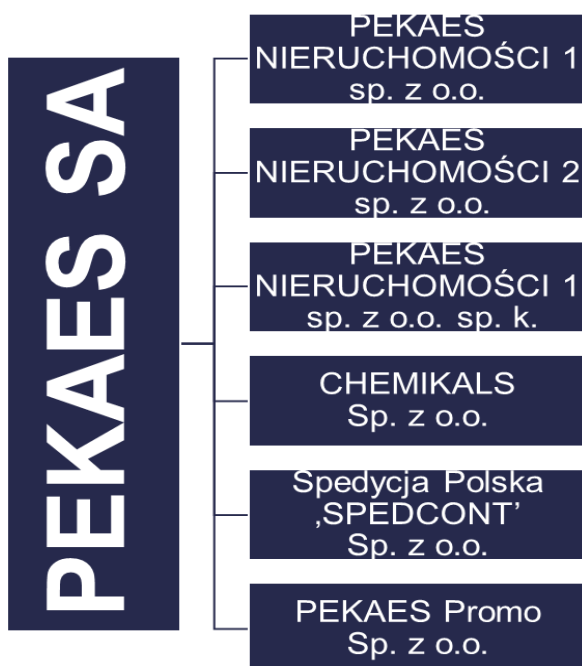 PEKAES SA
PEKAES
NIERUCHOMOŚCI 1
sp. z o.o.
PEKAES
NIERUCHOMOŚCI 2
sp. z o.o.
PEKAES
NIERUCHOMOŚCI 1
sp. z o.o. sp. k.
CHEMIKALS
Sp. z o.o.
Spedycja Polska
‚SPEDCONT’
Sp. z o.o.
PEKAES Promo
Sp. z o.o.